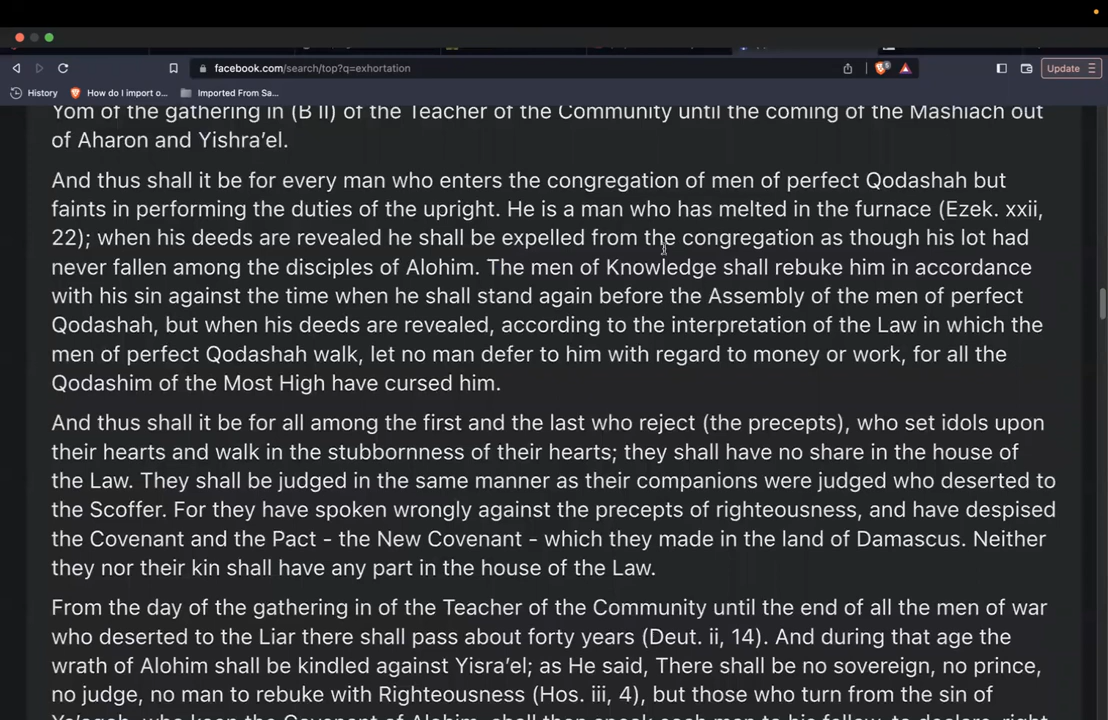 facebook.com/search/top?q=exhortation
Update
History
How do I import o...
Imported From Sa...
Yom of the gathering in (B II) of the Teacher of the Community until the coming of the Mashiach out
of Aharon and Yishra'el.
And thus shall it be for every man who enters the congregation of men of perfect Qodashah but
faints in performing the duties of the upright. He is a man who has melted in the furnace (Ezek. xxii,
22); when his deeds are revealed he shall be expelled from the congregation as though his lot had
never fallen among the disciples of Alohim. The men of Knowledge shall rebuke him in accordance
with his sin against the time when he shall stand again before the Assembly of the men of perfect
Qodashah, but when his deeds are revealed, according to the interpretation of the Law in which the
men of perfect Qodashah walk, let no man defer to him with regard to money or work, for all the
Qodashim of the Most High have cursed him.
And thus shall it be for all among the first and the last who reject (the precepts), who set idols upon
their hearts and walk in the stubbornness of their hearts; they shall have no share in the house of
the Law. They shall be judged in the same manner as their companions were judged who deserted to
the Scoffer. For they have spoken wrongly against the precepts of righteousness, and have despised
the Covenant and the Pact - the New Covenant - which they made in the land of Damascus. Neither
they nor their kin shall have any part in the house of the Law.
From the day of the gathering in of the Teacher of the Community until the end of all the men of war
who deserted to the Liar there shall pass about forty years (Deut. ii, 14). And during that age the
wrath of Alohim shall be kindled against Yisra'el; as He said, There shall be no sovereign, no prince,
no judge, no man to rebuke with Righteousness (Hos. iii, 4), but those who turn from the sin of
who keep the Covenant of Alohim, shall then speak each man to his fellow, to